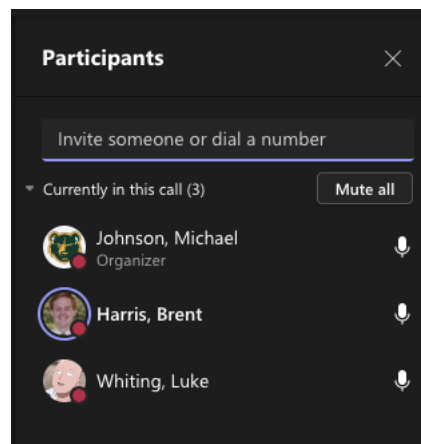 Participants
Invite someone or dial a number
Currently in this call (3)
Mute all
Johnson, Michael
Organizer
Harris, Brent
Whiting, Luke